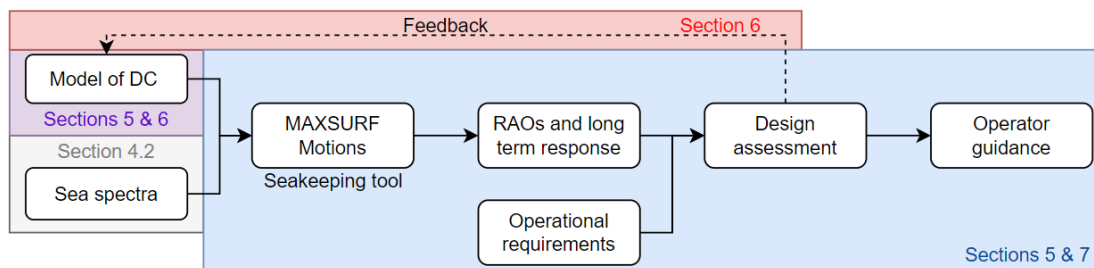 Feedback
Section 6
Model of DC
Sections 5 & 6
Section 4.2
Sea spectra
MAXSURF
Motions
Seakeeping tool
RAOs and long
term response
Operational
requirements
Design
assessment
Operator
guidance
Sections 5 & 7